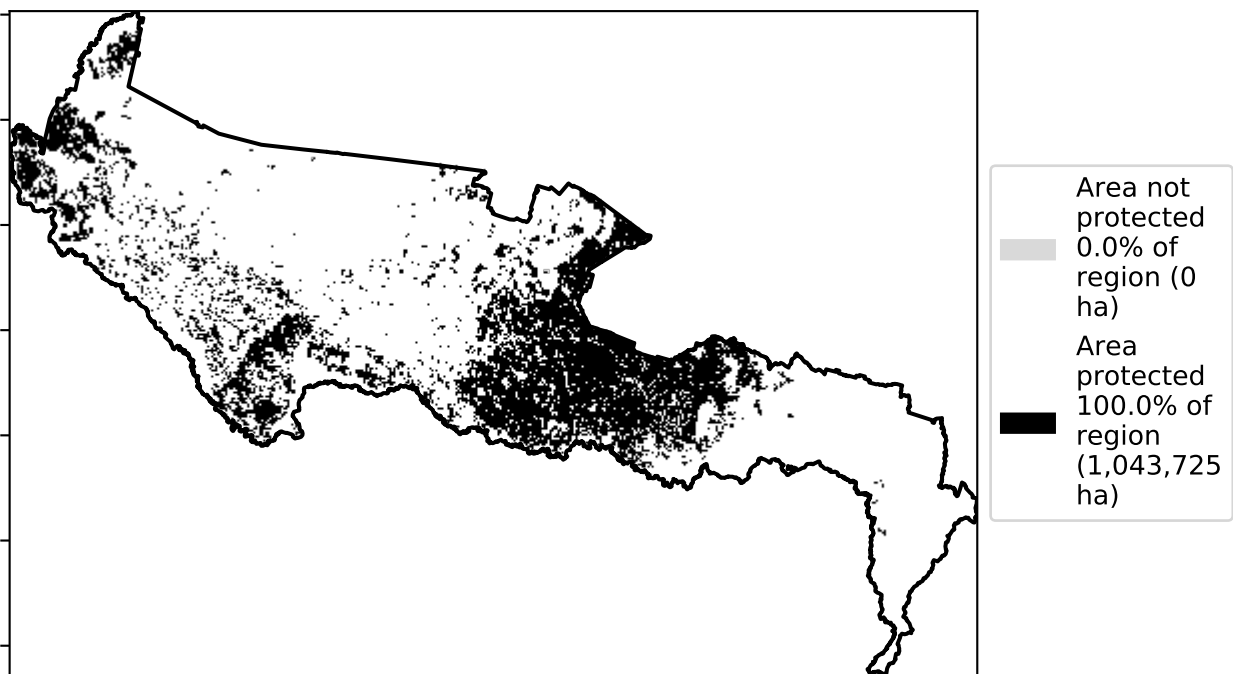 Area not
protected
0.0% of
region (0
ha)
Area
protected
100.0% of
region
(1,043,725
ha)